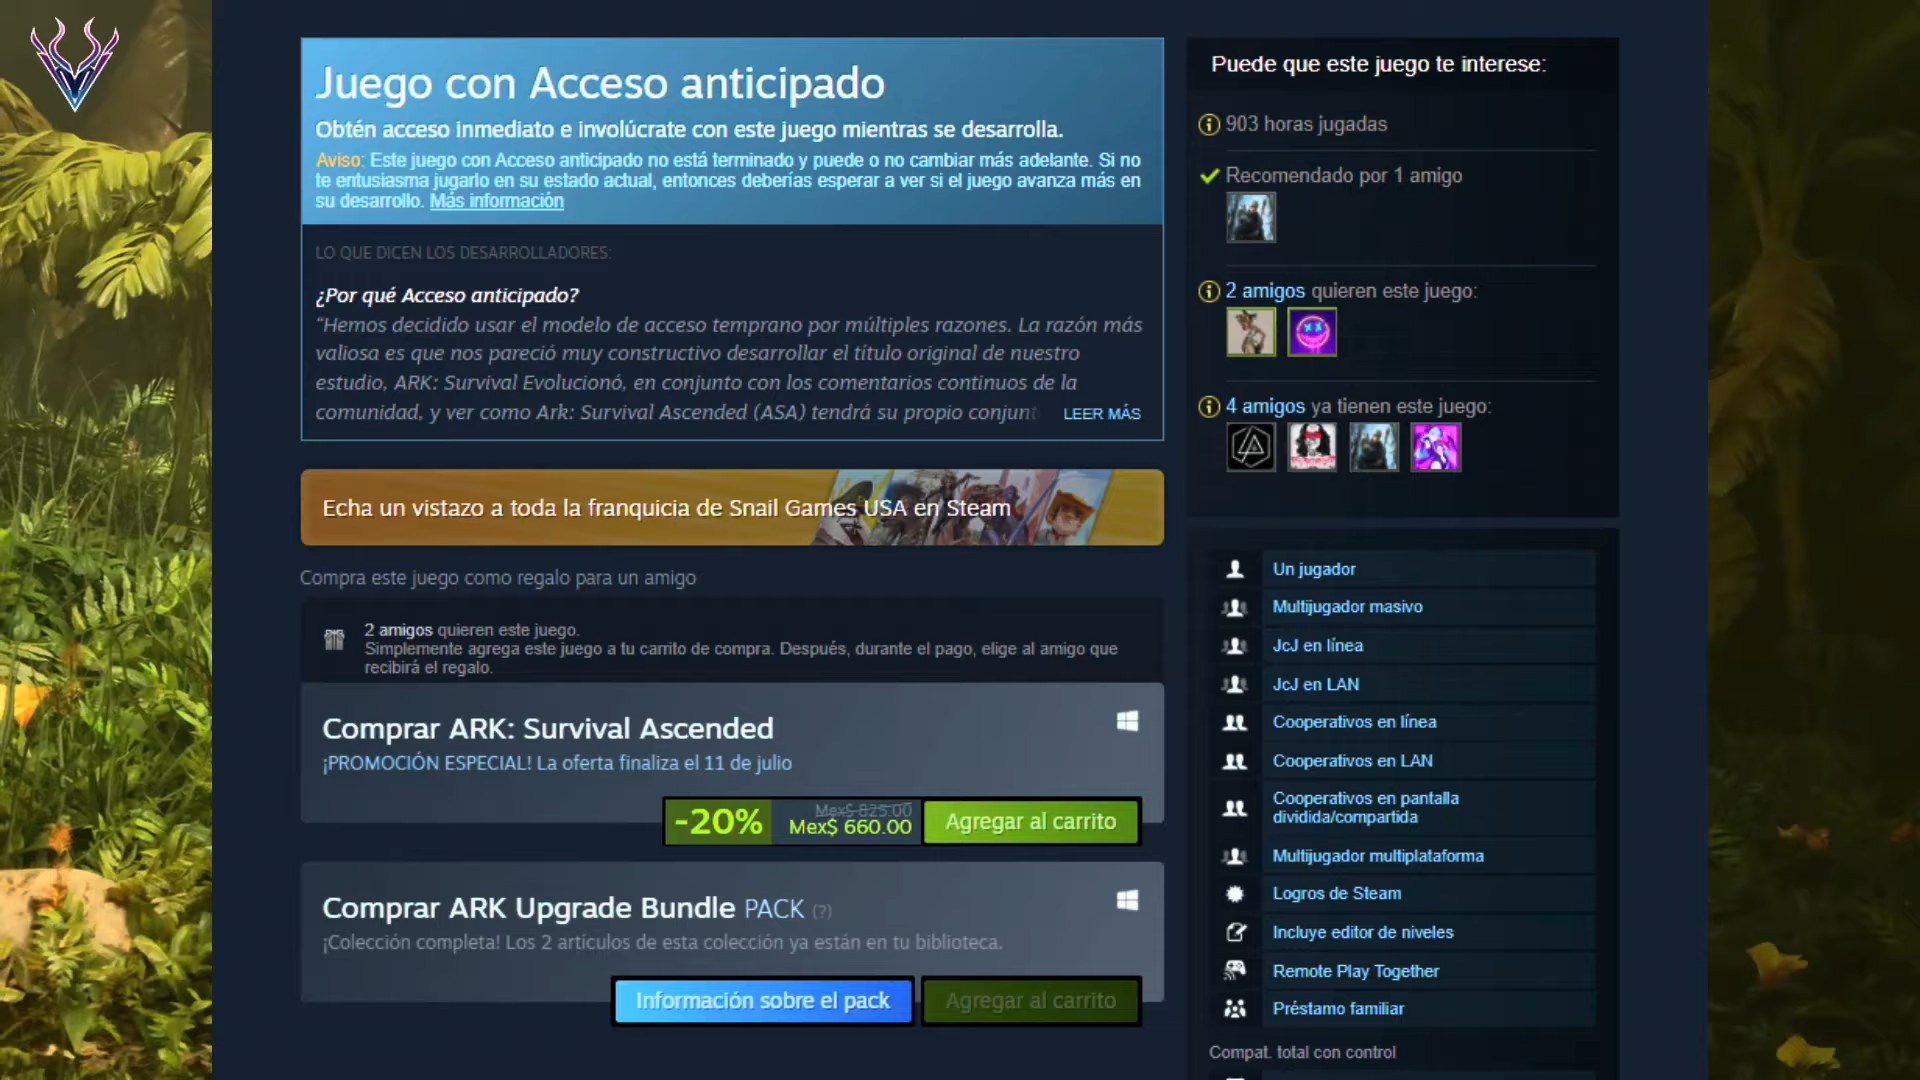 Juego con Acceso anticipado
Obtén acceso inmediato e involúcrate con este juego mientras se desarrolla.
Aviso: Este juego con Acceso anticipado no está terminado y puede o no cambiar más adelante. Si no
te entusiasma jugarlo en su estado actual, entonces deberías esperar a ver si el juego avanza más en
su desarrollo. Más información
LO QUE DICEN LOS DESARROLLADORES:
¿Por qué Acceso anticipado?
“Hemos decidido usar el modelo de acceso temprano por múltiples razones. La razón más
valiosa es que nos pareció muy constructivo desarrollar el título original de nuestro
estudio, ARK: Survival Evolucionó, en conjunto con los comentarios continuos de la
comunidad, y ver como Ark: Survival Ascended (ASA) tendrá su propio conjunt
LEER MÁS
Echa un vistazo a toda la franquicia de Snail Games USA en Steam
Compra este juego como regalo para un amigo
2 amigos quieren este juego.
Simplemente agrega este juego a tu carrito de compra. Después, durante el pago, elige al amigo que
recibirá el regalo.
Comprar ARK: Survival Ascended
¡PROMOCIÓN ESPECIAL! La oferta finaliza el 11 de julio
-20%
Mex$ 825.00
Mex$ 660.00
Agregar al carrito
Comprar ARK Upgrade Bundle PACK (?)
¡Colección completa! Los 2 artículos de esta colección ya están en tu biblioteca.
Información sobre el pack
Agregar al carrito
Puede que este juego te interese:
903 horas jugadas
Recomendado por 1 amigo
2 amigos quieren este juego:
4 amigos ya tienen este juego:
Un jugador
Multijugador masivo
JcJ en línea
JcJ en LAN
Cooperativos en línea
Cooperativos en LAN
Cooperativos en pantalla
dividida/compartida
Multijugador multiplataforma
Logros de Steam
Incluye editor de niveles
Remote Play Together
Préstamo familiar
Compat. total con control